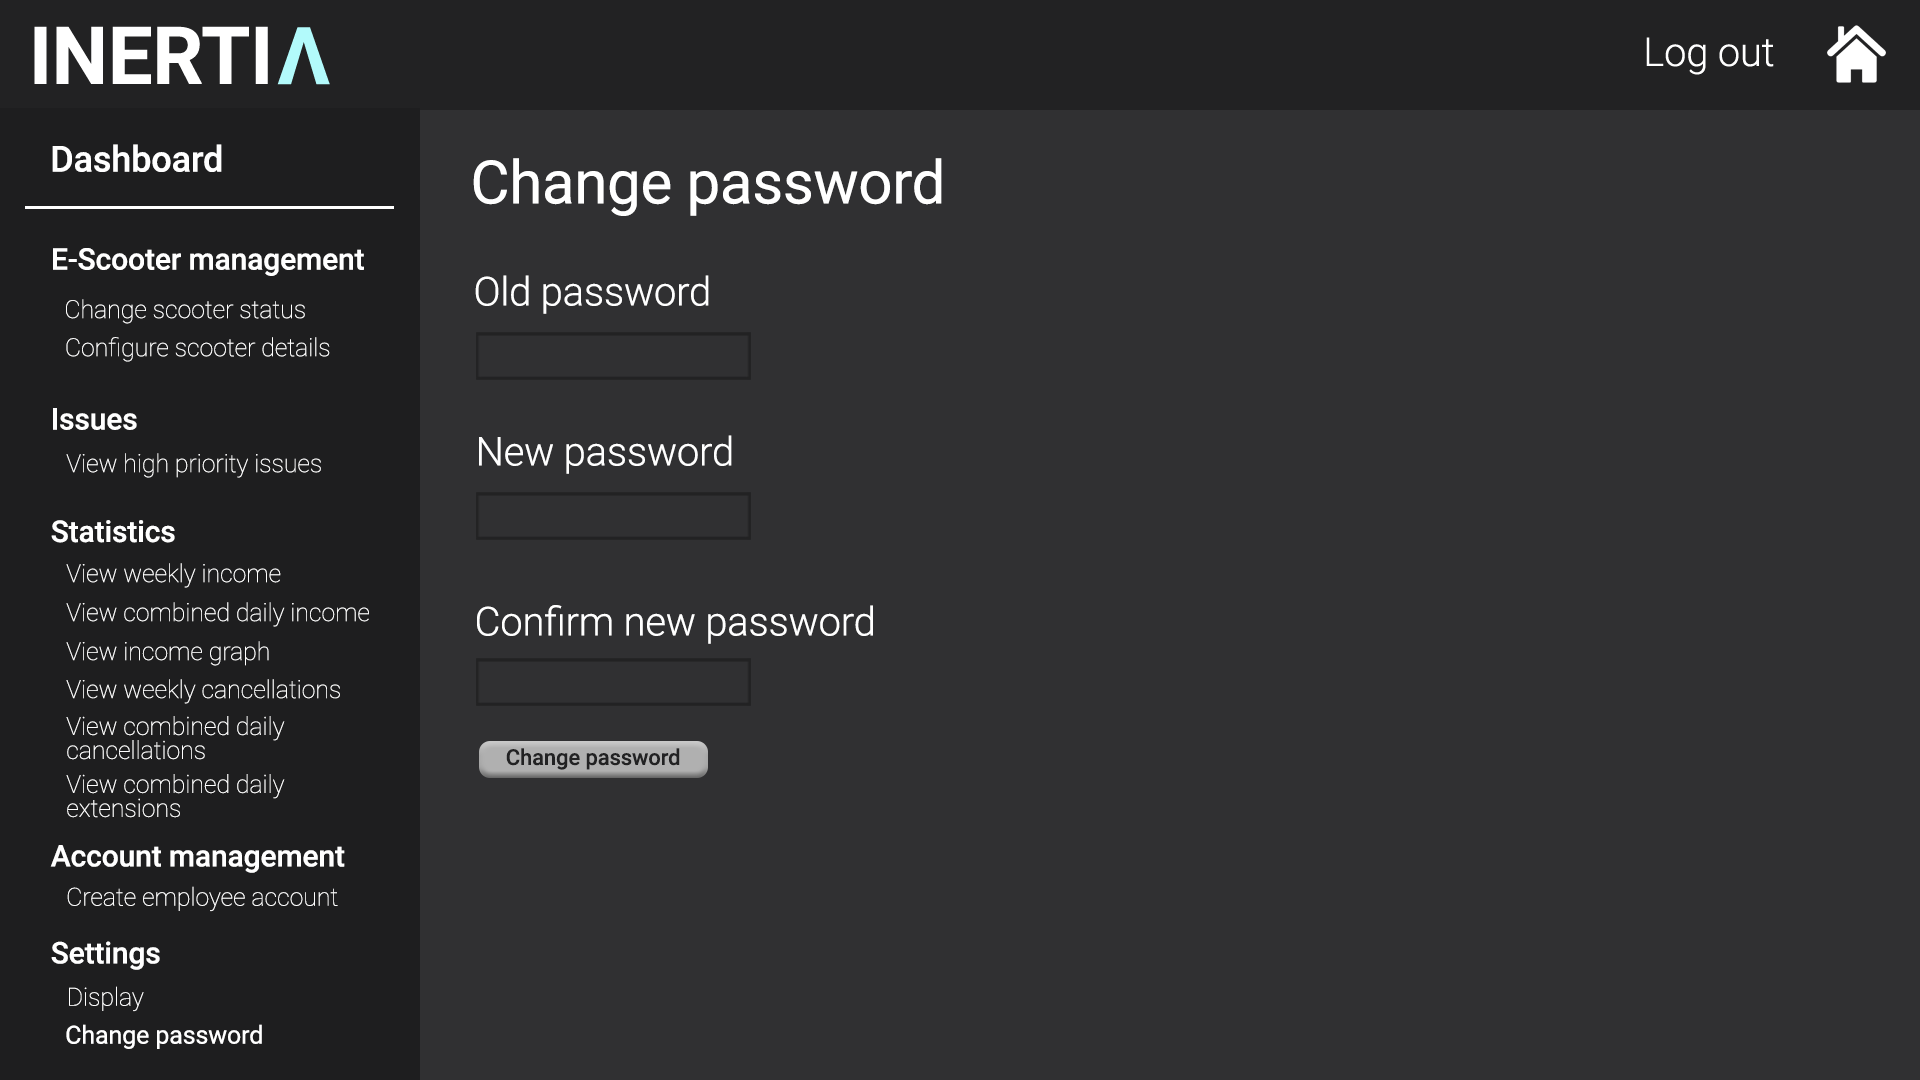 INERTIA
Log out
Dashboard
E-Scooter management
Change scooter status
Configure scooter details
Issues
View high priority issues
Statistics
View weekly income
View combined daily income
View income graph
View weekly cancellations
View combined daily
cancellations
View combined daily
extensions
Account management
Create employee account
Settings
Display
Change password
Change password
Old password
New password
Confirm new password
Change password